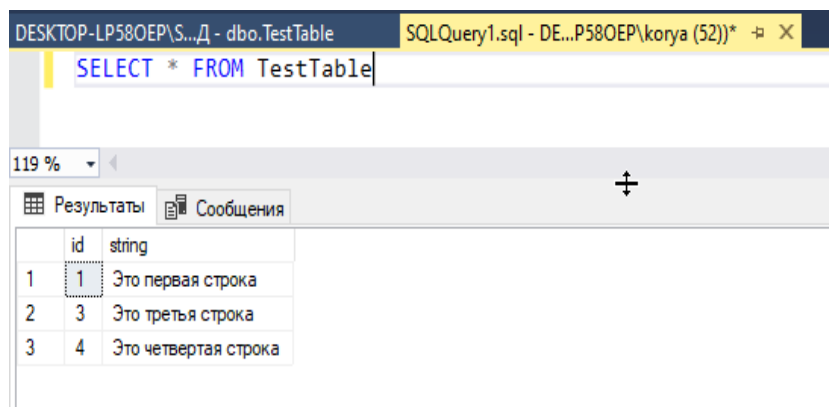 DESKTOP-LP58OEP\S...Д - dbo.TestTable SQLQuery1.sql - DE...P58OEP\korya (52))*
SELECT * FROM TestTable
119 %
Результаты Сообщения
id string
1 1 Это первая строка
2 3 Это третья строка
3 4 Это четвертая строка